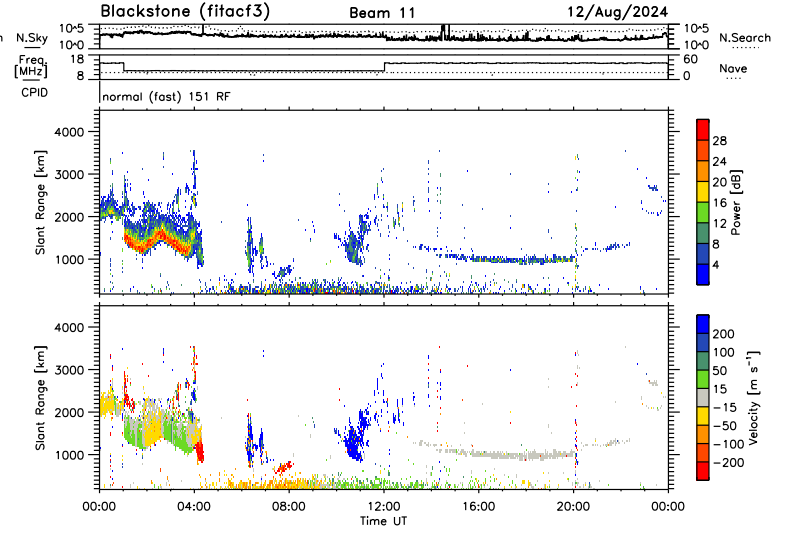 Blackstone (fitacf3) Beam 11 12/Aug/2024
h N.Sky 10^5 10^0 10^5 10^0 N.Search
Freq. [MHz] 18 8 60 0 Nave
CPID normal (fast) 151 RF
Slant Range [km] 4000 3000 2000 1000
28 24 20 16 12 8 4 Power [dB]
Slant Range [km] 4000 3000 2000 1000
200 100 50 15 -15 -50 -100 -200 Velocity [m s⁻¹]
00:00 04:00 08:00 12:00 16:00 20:00 00:00
Time UT